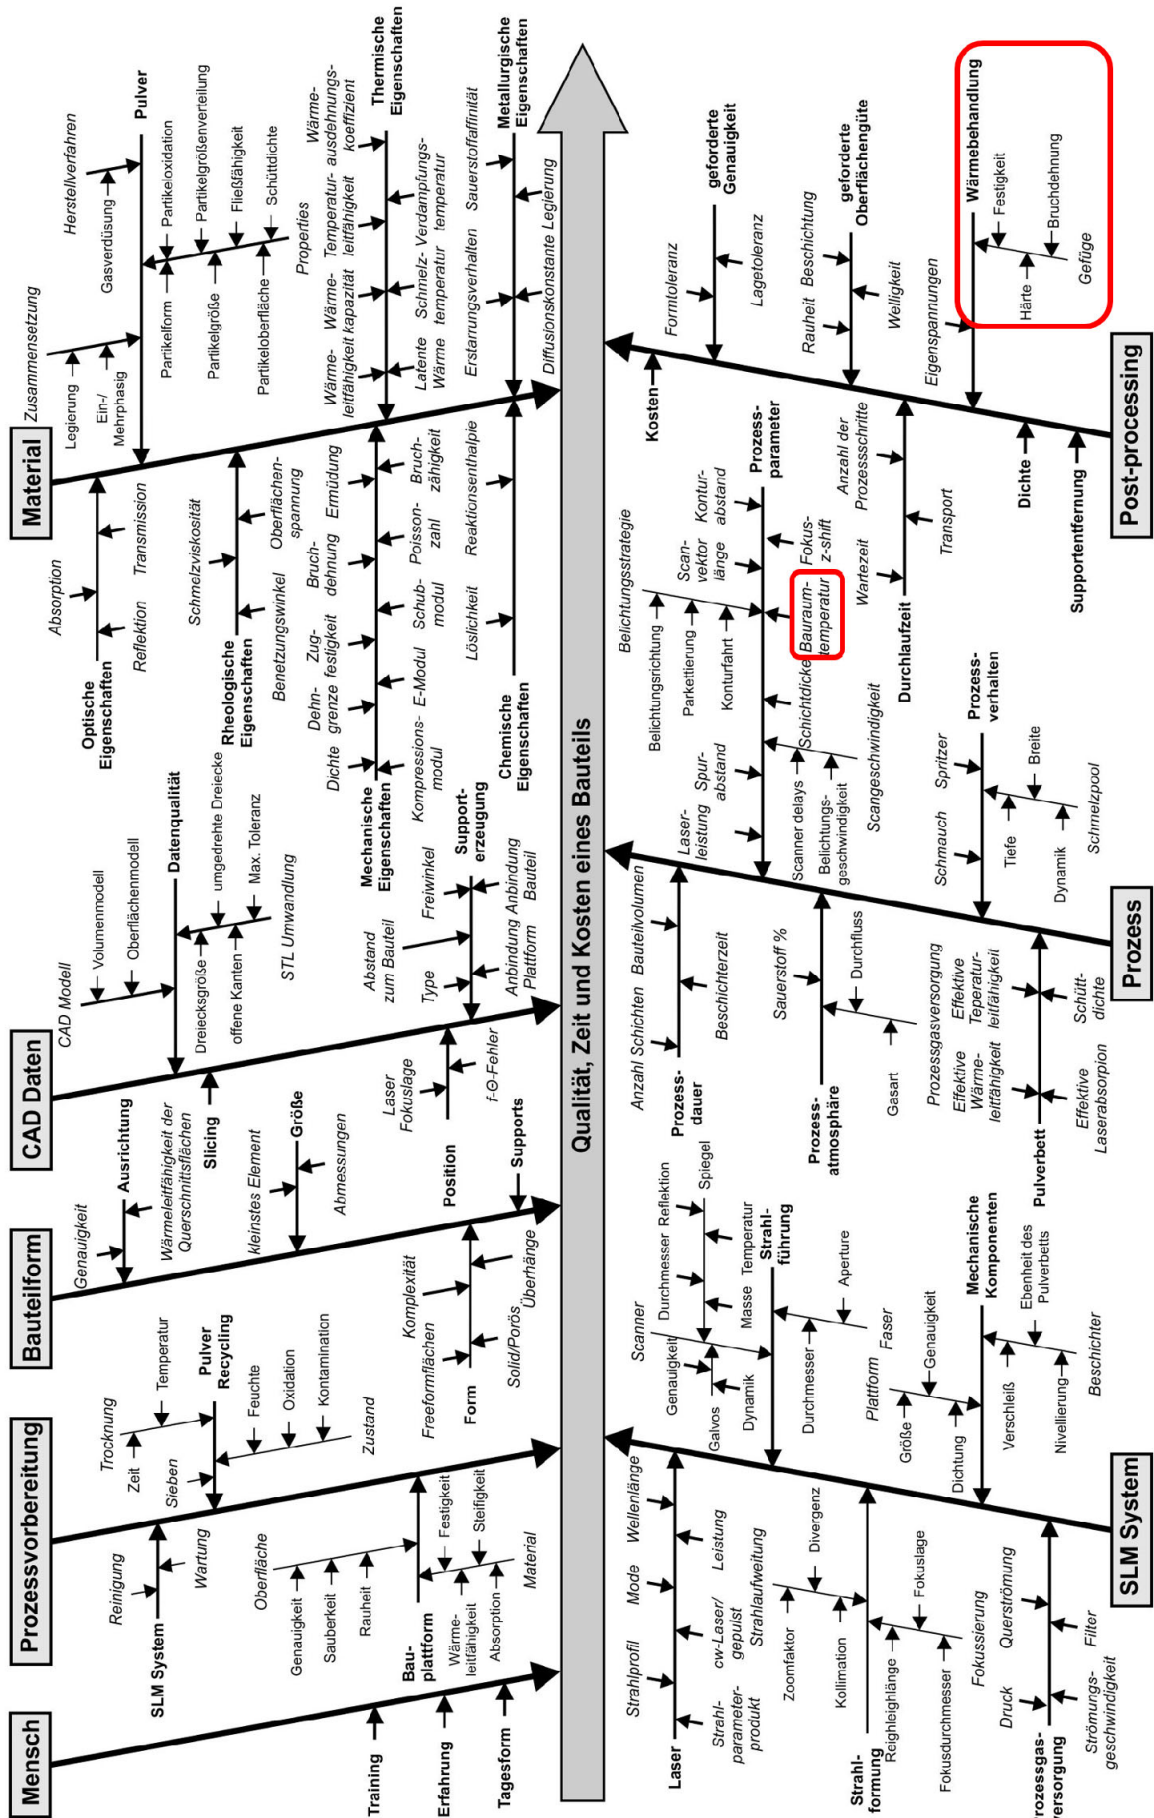 Mensch
Prozessvorbereitung
Bauteilform
CAD Daten
Material
Training
Erfahrung
Tagesform
Reinigung
SLM System
Wartung
Trocknung
Zeit
Temperatur
Sieben
Pulver
Recycling
Feuchte
Oxidation
Kontamination
Zustand
Oberfläche
Genauigkeit
Sauberkeit
Rauheit
Bau-
plattform
Festigkeit
Wärme-
leitfähigkeit
Steifigkeit
Absorption
Material
Genauigkeit
Ausrichtung
Wärmeleitfähigkeit der
Querschnittsflächen
kleinstes Element
Größe
Abmessungen
Freeformflächen
Komplexität
Form
Solid/Porös
Überhänge
Supports
CAD Modell
Volumenmodell
Oberflächenmodell
Datenqualität
Dreiecksgröße
umgedrehte Dreiecke
offene Kanten
Max. Toleranz
STL Umwandlung
Slicing
Laser
Fokuslage
Position
f-Θ-Fehler
Abstand
zum Bauteil
Type
Freiwinkel
Support-
erzeugung
Anbindung
Plattform
Anbindung
Bauteil
Zusammensetzung
Legierung
Ein-/
Mehrphasig
Herstellverfahren
Gasverdüsung
Pulver
Partikelform
Partikeloxidation
Partikelgröße
Partikelgrößenverteilung
Fließfähigkeit
Partikeloberfläche
Schüttdichte
Properties
Absorption
Optische
Eigenschaften
Reflektion
Transmission
Schmelzviskosität
Rheologische
Eigenschaften
Benetzungswinkel
Oberflächen-
spannung
Wärme-
leitfähigkeit
Wärme-
kapazität
Temperatur-
leitfähigkeit
Wärme-
ausdehnungs-
koeffizient
Thermische
Eigenschaften
Latente
Wärme
Schmelz-
temperatur
Verdampfungs-
temperatur
Dichte
Dehn-
grenze
Zug-
festigkeit
Bruch-
dehnung
Ermüdung
Mechanische
Eigenschaften
Kompressions-
modul
E-Modul
Schub-
modul
Poisson-
zahl
Bruch-
zähigkeit
Erstarrungsverhalten
Sauerstoffaffinität
Metallurgische
Eigenschaften
Diffusionskonstante
Legierung
Löslichkeit
Reaktionsenthalpie
Chemische
Eigenschaften
Qualität, Zeit und Kosten eines Bauteils
Strahlprofil
Mode
Wellenlänge
Laser
Strahl-
parameter-
produkt
cw-Laser/
gepulst
Leistung
Strahlaufweitung
Zoomfaktor
Divergenz
Kollimation
Strahl-
formung
Reighleighlänge
Fokuslage
Fokusdurchmesser
Fokussierung
Druck
Querströmung
Prozessgas-
versorgung
Strömungs-
geschwindigkeit
Filter
Scanner
Genauigkeit
Galvos
Dynamik
Durchmesser
Reflektion
Spiegel
Masse
Temperatur
Strahl-
führung
Durchmesser
Aperture
Faser
Plattform
Größe
Genauigkeit
Dichtung
Mechanische
Komponenten
Verschleiß
Ebenheit des
Pulverbetts
Nivellierung
Beschichter
SLM System
Anzahl Schichten
Bauteilvolumen
Prozess-
dauer
Beschichterzeit
Sauerstoff %
Prozess-
atmosphäre
Durchfluss
Gasart
Prozessgasversorgung
Effektive
Wärme-
leitfähigkeit
Effektive
Teperatur-
leitfähigkeit
Pulverbett
Effektive
Laserabsorpion
Schütt-
dichte
Laser-
leistung
Spur-
abstand
Belichtungsstrategie
Belichtungsrichtung
Parkettierung
Konturfahrt
Scan-
vektor
länge
Kontur-
abstand
Prozess-
parameter
Scanner delays
Belichtungs-
geschwindigkeit
Scangeschwindigkeit
Schichtdicke
Bauraum-
temperatur
Fokus-
z-shift
Schmauch
Spritzer
Prozess-
verhalten
Tiefe
Breite
Dynamik
Schmelzpool
Prozess
Kosten
Formtoleranz
geforderte
Genauigkeit
Lagetoleranz
Rauheit
Beschichtung
geforderte
Oberflächengüte
Welligkeit
Wartezeit
Anzahl der
Prozesschritte
Durchlaufzeit
Transport
Eigenspannungen
Wärmebehandlung
Festigkeit
Härte
Bruchdehnung
Gefüge
Dichte
Supportentfernung
Post-processing